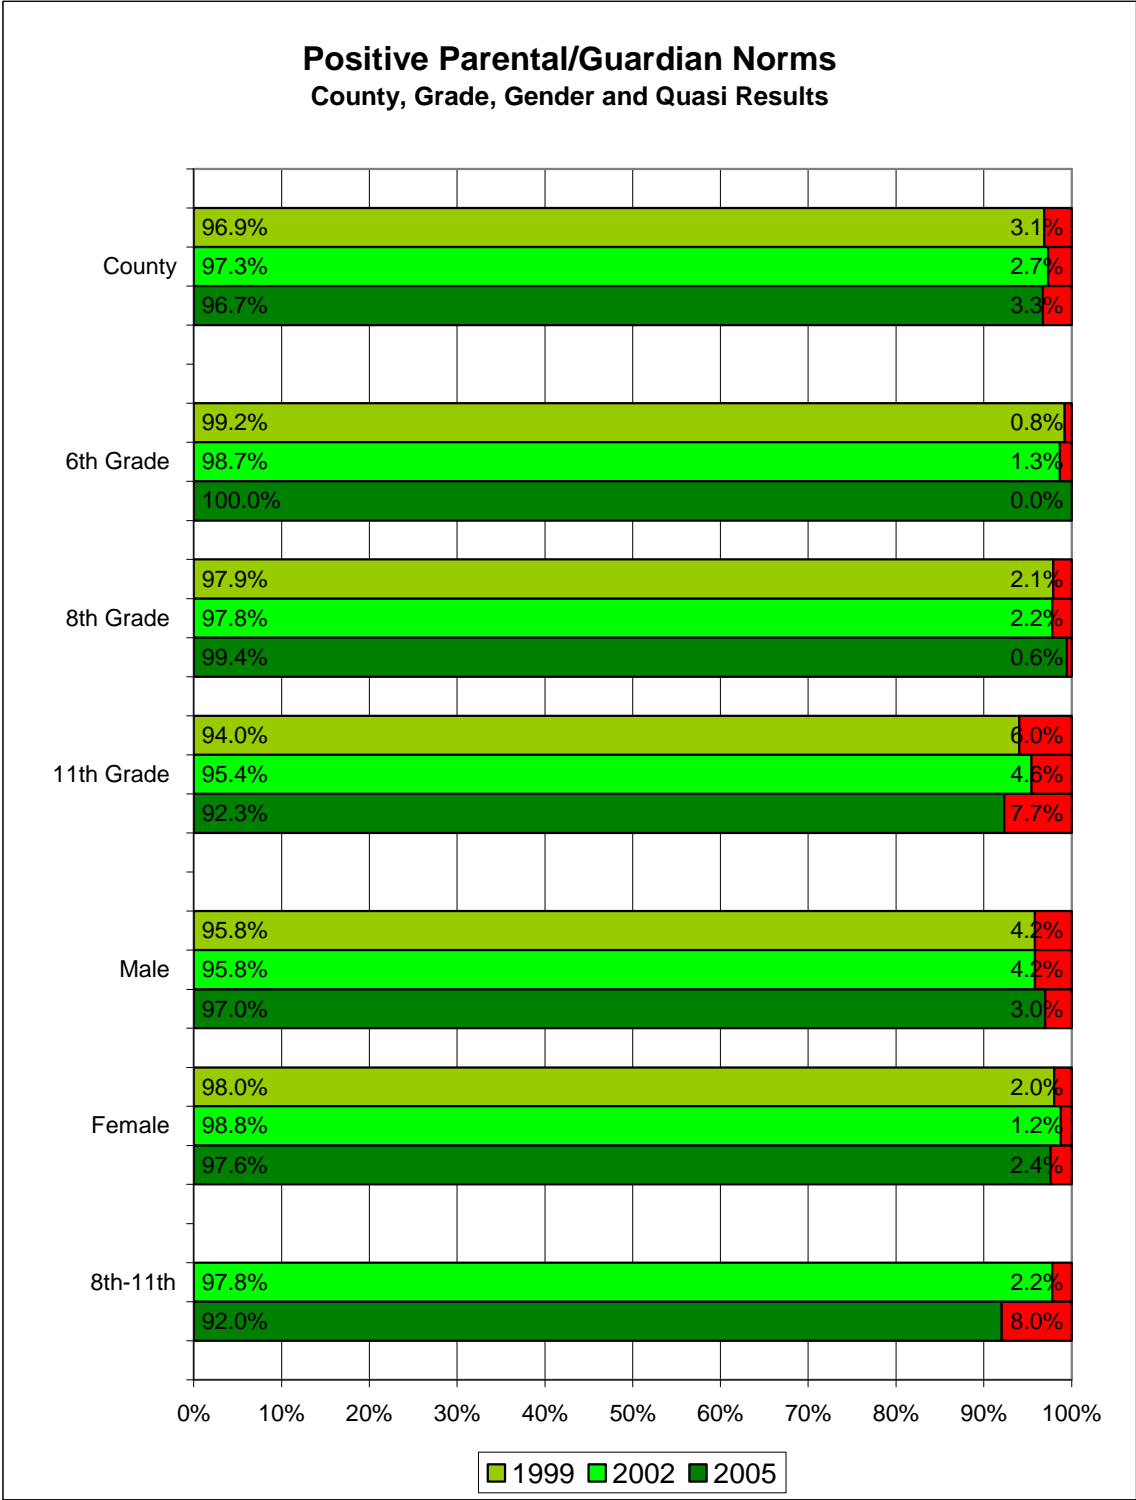 Positive Parental/Guardian Norms
County, Grade, Gender and Quasi Results
96.9% 3.1%
County 97.3% 2.7%
96.7% 3.3%
99.2% 0.8%
6th Grade 98.7% 1.3%
100.0% 0.0%
97.9% 2.1%
8th Grade 97.8% 2.2%
99.4% 0.6%
94.0% 6.0%
11th Grade 95.4% 4.6%
92.3% 7.7%
95.8% 4.2%
Male 95.8% 4.2%
97.0% 3.0%
98.0% 2.0%
Female 98.8% 1.2%
97.6% 2.4%
8th-11th 97.8% 2.2%
92.0% 8.0%
0% 10% 20% 30% 40% 50% 60% 70% 80% 90% 100%
1999 2002 2005